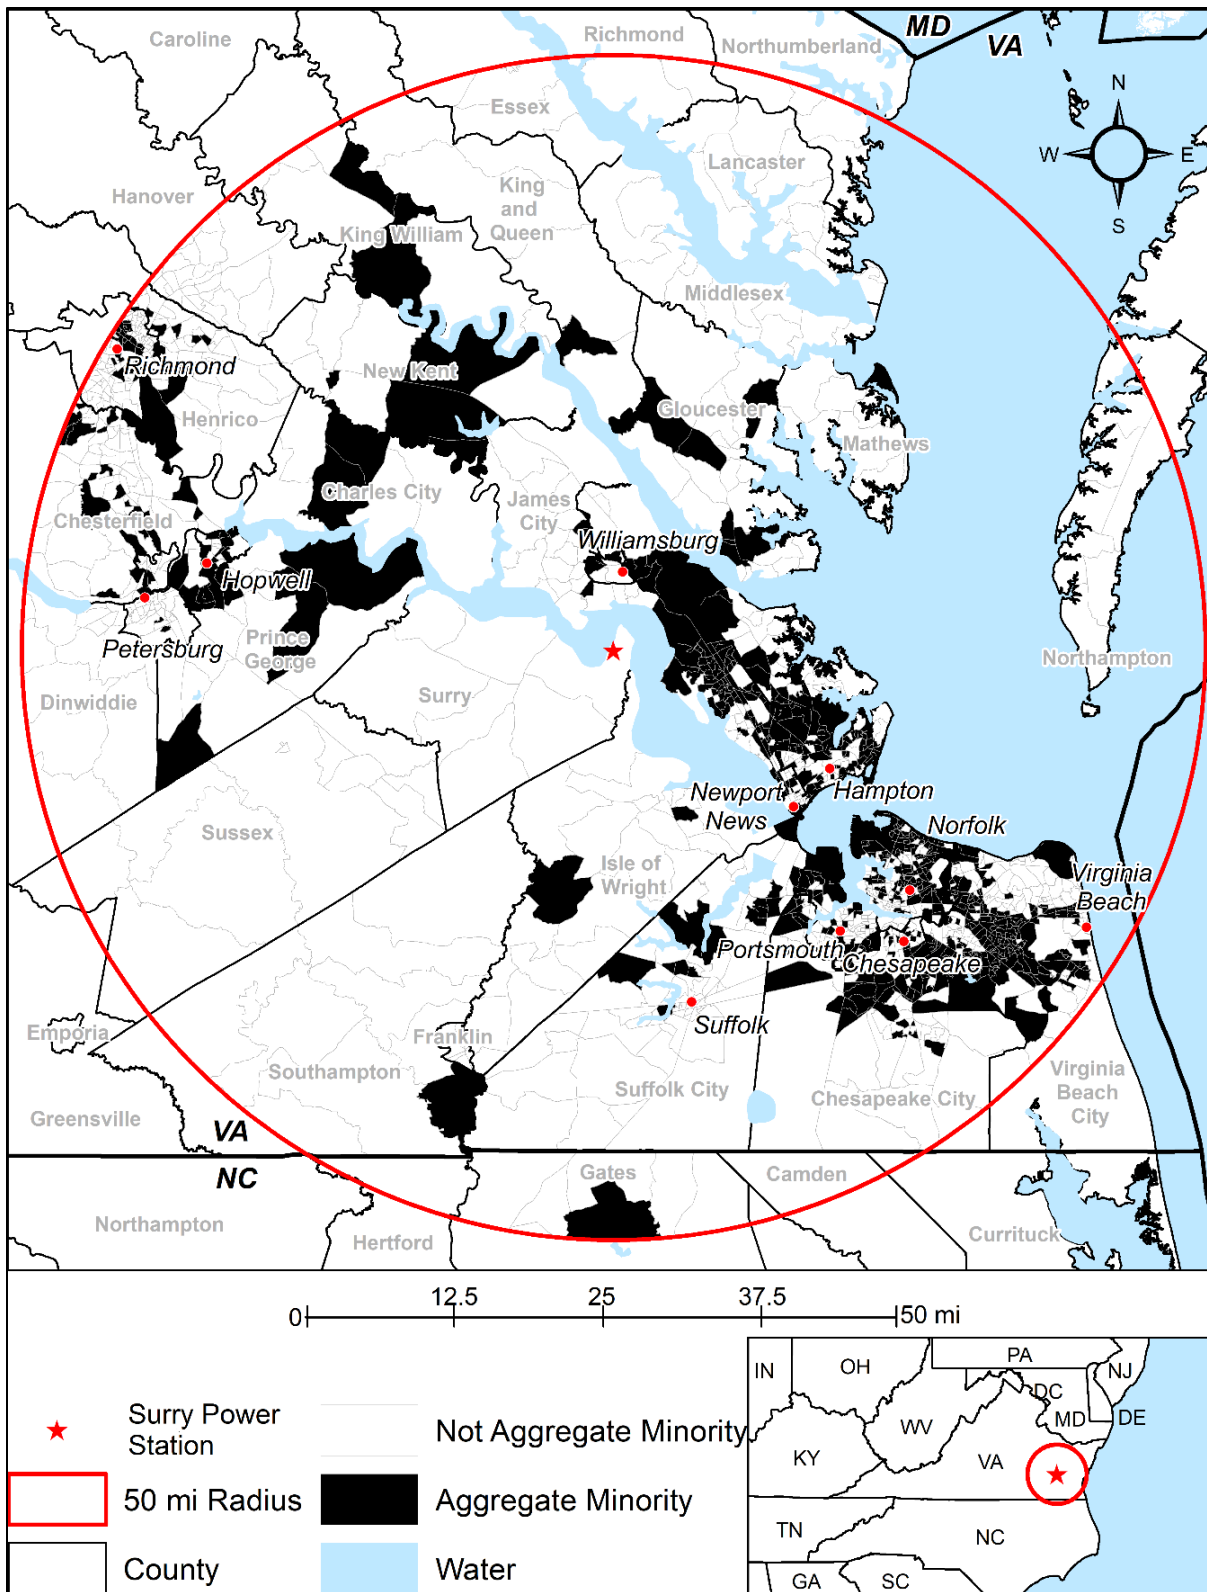 Caroline
Richmond
Northumberland
MD
VA
Essex
N
W
E
S
Lancaster
Hanover
King
and
Queen
King William
Middlesex
Richmond
New Kent
Henrico
Gloucester
Mathews
Charles City
James
City
Chesterfield
Williamsburg
Hopwell
Petersburg
Prince
George
Northampton
Dinwiddie
Surry
Newport
News
Hampton
Norfolk
Sussex
Isle of
Wright
Virginia
Beach
Portsmouth
Chesapeake
Suffolk
Emporia
Franklin
Southampton
Suffolk City
Chesapeake City
Virginia
Beach
City
Greensville
VA
NC
Gates
Camden
Northampton
Hertford
Currituck
0
12.5
25
37.5
50 mi
Surry Power
Station
Not Aggregate Minority
50 mi Radius
Aggregate Minority
County
Water
IN
OH
PA
NJ
DC
MD
DE
WV
KY
VA
TN
NC
GA
SC